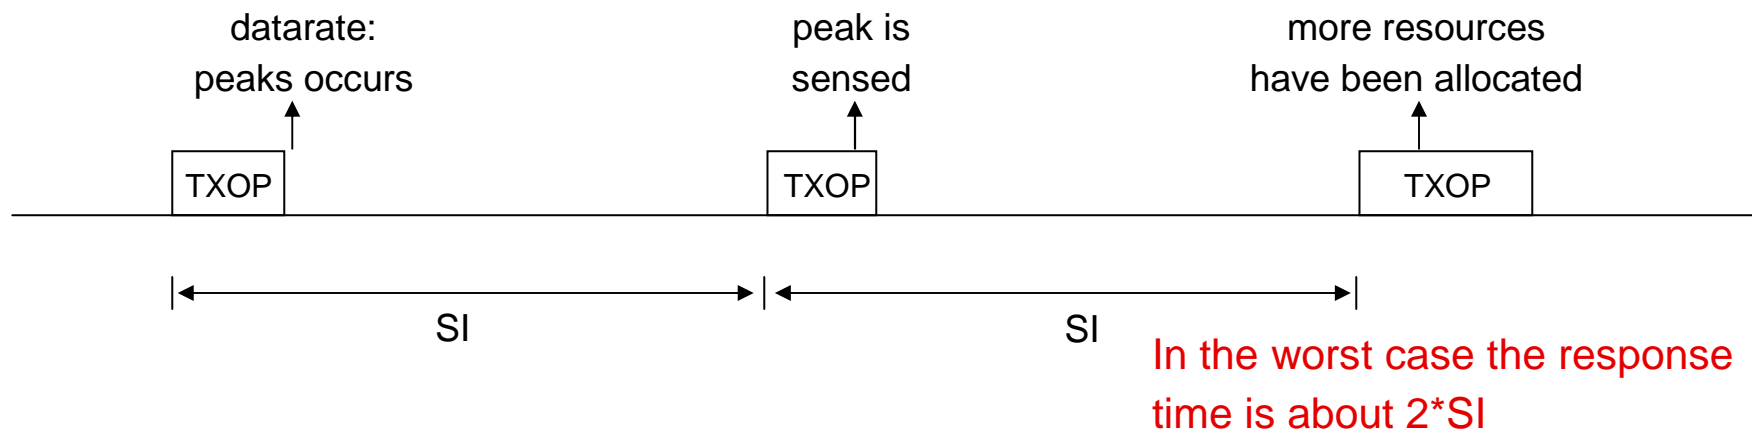 datarate:
peaks occurs
peak is
sensed
more resources
have been allocated
TXOP
TXOP
TXOP
SI
SI
In the worst case the response
time is about 2*SI